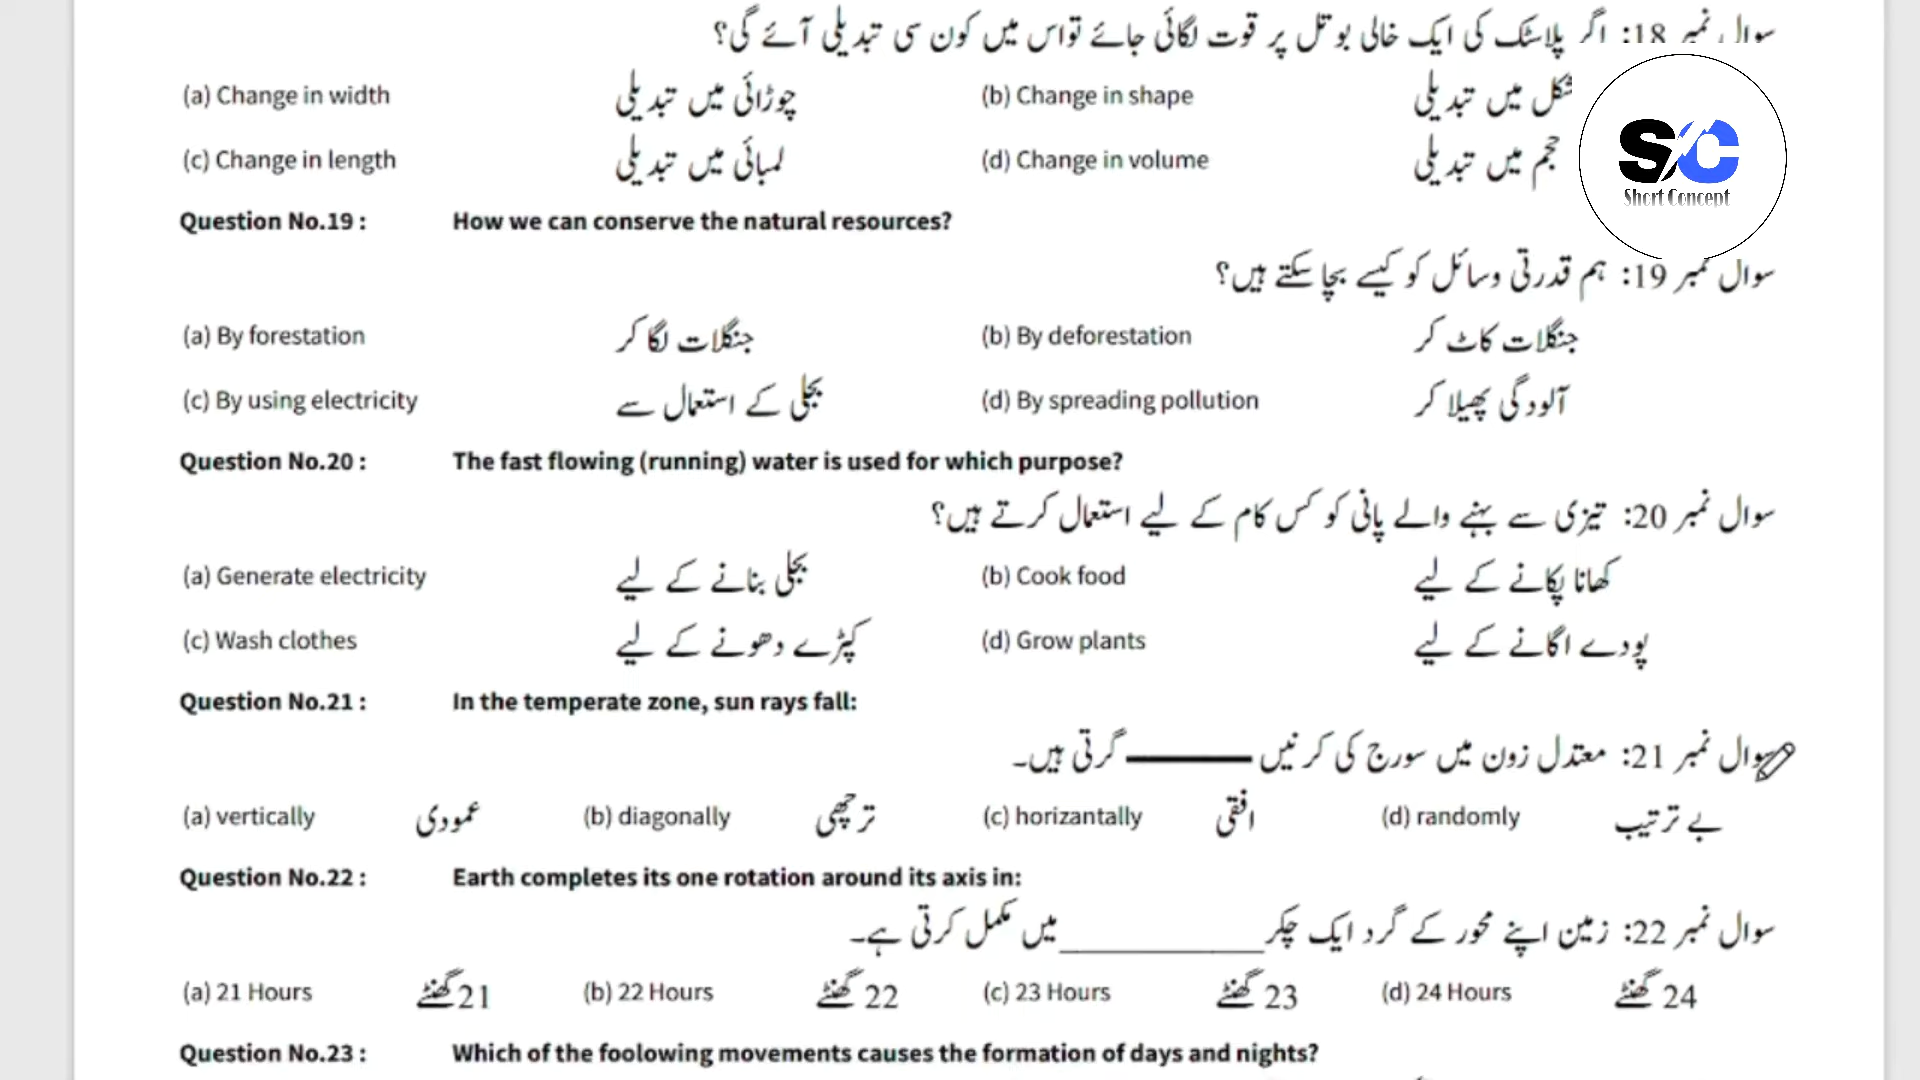 سوال نمبر 18: اگر پلاسٹک کی ایک خالی بوتل پر قوت لگائی جائے تواس میں کون سی تبدیلی آئے گی؟
(a) Change in width چوڑائی میں تبدیلی (b) Change in shape شکل میں تبدیلی
(c) Change in length لمبائی میں تبدیلی (d) Change in volume حجم میں تبدیلی
S/C
Short Concept
Question No.19 : How we can conserve the natural resources?
سوال نمبر 19: ہم قدرتی وسائل کو کیسے بچا سکتے ہیں؟
(a) By forestation جنگلات لگا کر (b) By deforestation جنگلات کاٹ کر
(c) By using electricity بجلی کے استعمال سے (d) By spreading pollution آلودگی پھیلا کر
Question No.20 : The fast flowing (running) water is used for which purpose?
سوال نمبر 20: تیزی سے بہنے والے پانی کو کس کام کے لیے استعمال کرتے ہیں؟
(a) Generate electricity بجلی بنانے کے لیے (b) Cook food کھانا پکانے کے لیے
(c) Wash clothes کپڑے دھونے کے لیے (d) Grow plants پودے اگانے کے لیے
Question No.21 : In the temperate zone, sun rays fall:
سوال نمبر 21: معتدل زون میں سورج کی کرنیں ــــــــــــ گرتی ہیں۔
(a) vertically عمودی (b) diagonally ترچھی (c) horizantally افقی (d) randomly بے ترتیب
Question No.22 : Earth completes its one rotation around its axis in:
سوال نمبر 22: زمین اپنے محور کے گرد ایک چکر______________ میں مکمل کرتی ہے۔
(a) 21 Hours 21گھنٹے (b) 22 Hours 22 گھنٹے (c) 23 Hours 23 گھنٹے (d) 24 Hours 24 گھنٹے
Question No.23 : Which of the foolowing movements causes the formation of days and nights?